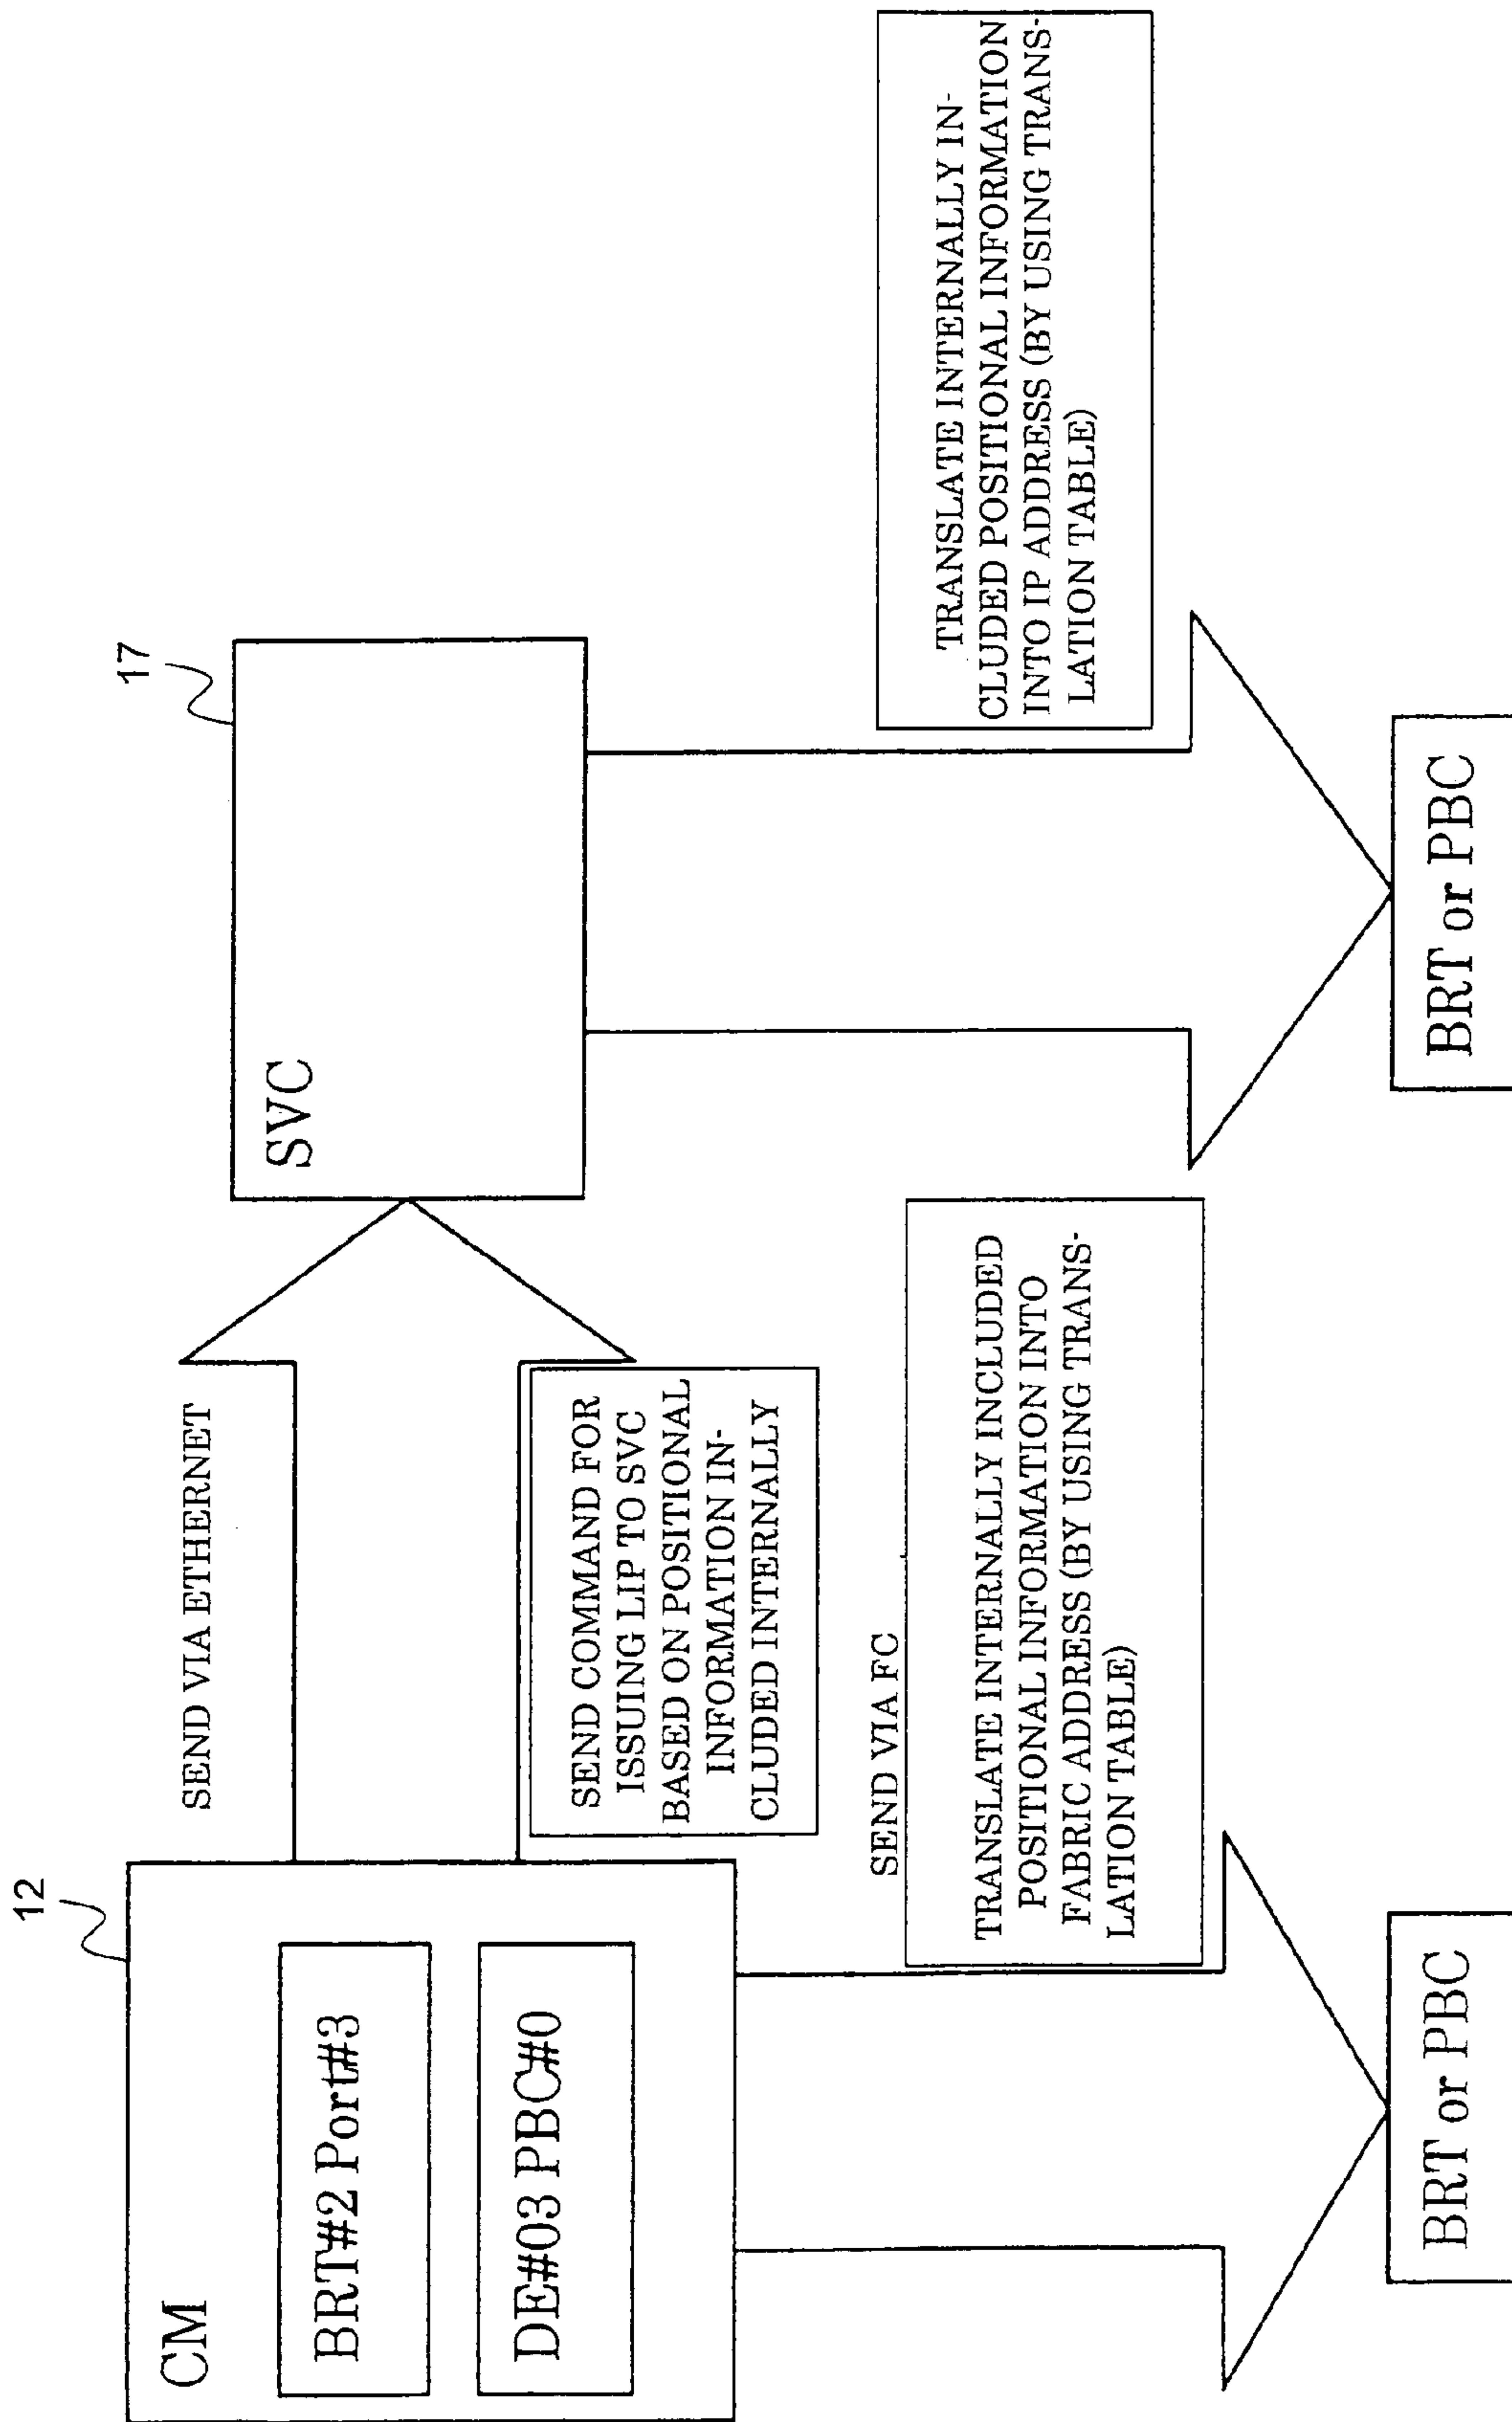 12
CM
BRT#2 Port#3
DE#03 PBC#0
SEND VIA ETHERNET
SEND COMMAND FOR
ISSUING LIP TO SVC
BASED ON POSITIONAL
INFORMATION IN-
CLUDED INTERNALLY
17
SVC
SEND VIA FC
TRANSLATE INTERNALLY INCLUDED
POSITIONAL INFORMATION INTO
FABRIC ADDRESS (BY USING TRANS-
LATION TABLE)
TRANSLATE INTERNALLY IN-
CLUDED POSITIONAL INFORMATION
INTO IP ADDRESS (BY USING TRANS-
LATION TABLE)
BRT or PBC
BRT or PBC